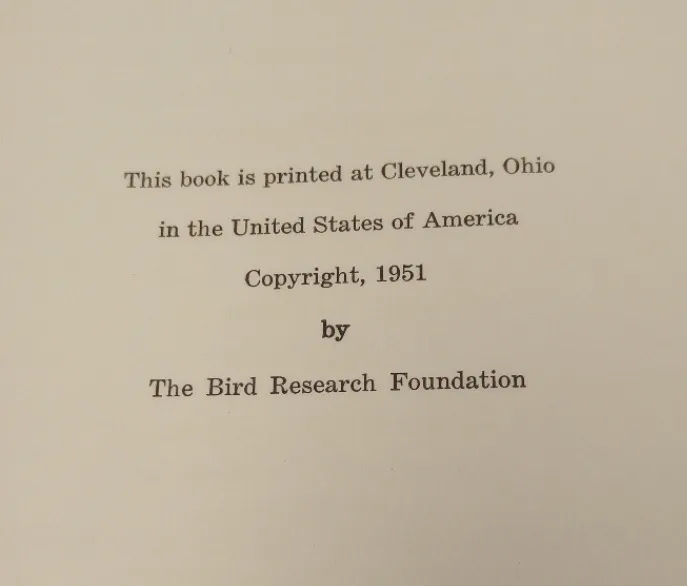 This book is printed at Cleveland, Ohio
in the United States of America
Copyright, 1951
by
The Bird Research Foundation